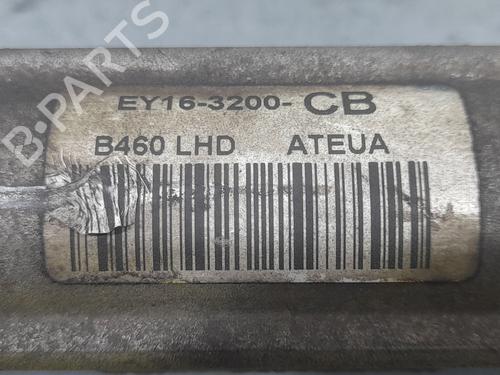 EY16-3200- CB
B460 LHD ATEUA
B-PARTS